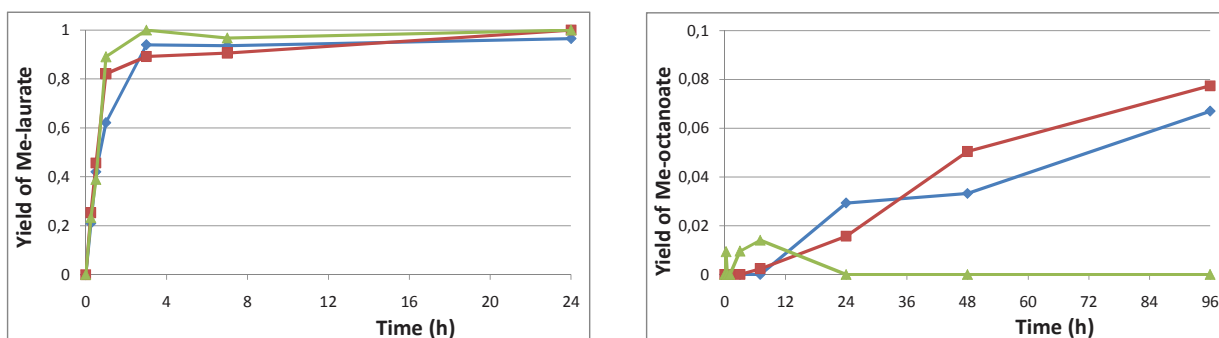 Yield of Me-laurate
1
0,8
0,6
0,4
0,2
0
0 4 8 12 16 20 24
Time (h)
Yield of Me-octanoate
0,1
0,08
0,06
0,04
0,02
0
0 12 24 36 48 60 72 84 96
Time (h)